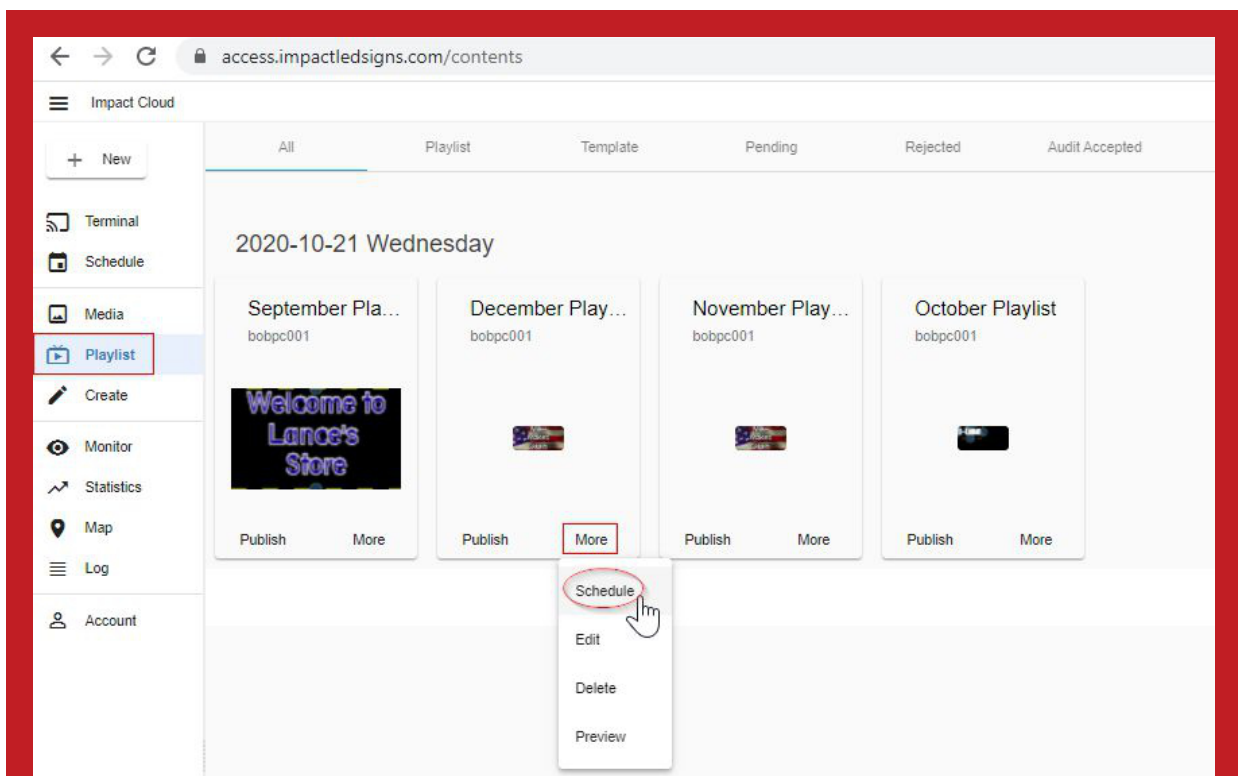 access.impactledsigns.com/contents
Impact Cloud
+ New
All Playlist Template Pending Rejected Audit Accepted
Terminal
Schedule
Media
Playlist
Create
Monitor
Statistics
Map
Log
Account
2020-10-21 Wednesday
September Pla... December Play... November Play... October Playlist
bobpc001 bobpc001 bobpc001 bobpc001
Welcome to
Lance's
Store
Publish More Publish More Publish More Publish More
Schedule
Edit
Delete
Preview